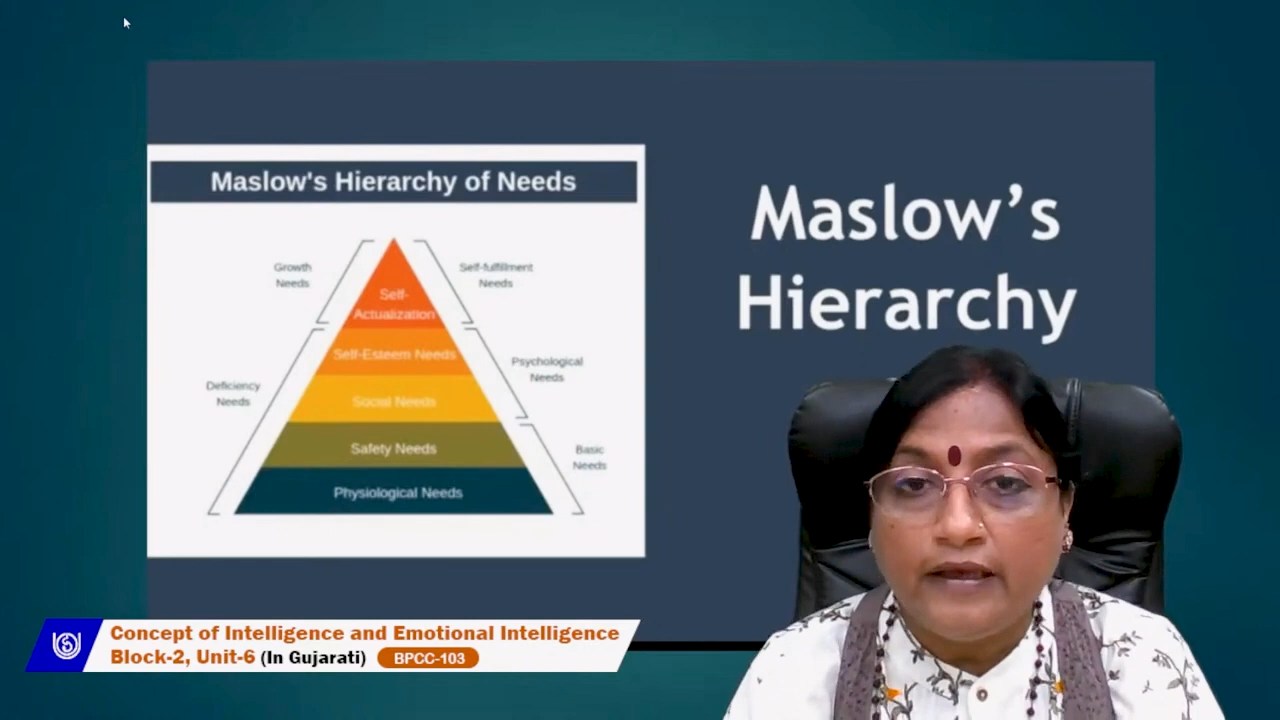 Maslow's Hierarchy of Needs
Growth
Needs
Self-fulfillment
Needs
Self-
Actualization
Self-Esteem Needs
Psychological
Needs
Deficiency
Needs
Social Needs
Safety Needs
Basic
Needs
Physiological Needs
Maslow's
Hierarchy
Concept of Intelligence and Emotional Intelligence
Block-2, Unit-6 (In Gujarati) BPCC-103